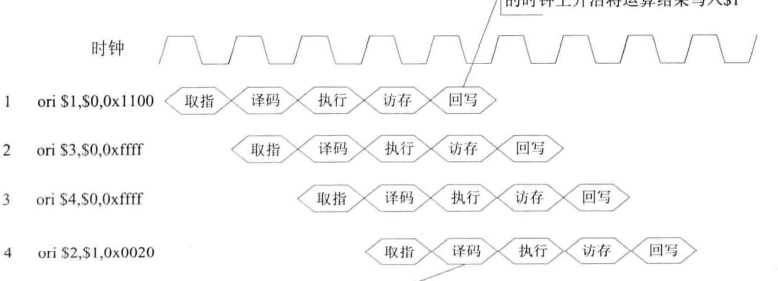 的时钟上升沿将运算结果写入$1
时钟
1 ori $1,$0,0x1100 取指 译码 执行 访存 回写
2 ori $3,$0,0xffff 取指 译码 执行 访存 回写
3 ori $4,$0,0xffff 取指 译码 执行 访存 回写
4 ori $2,$1,0x0020 取指 译码 执行 访存 回写